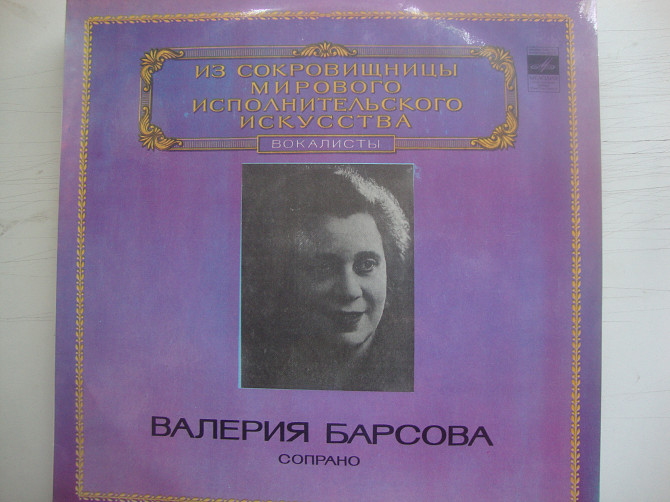 ИЗ СОКРОВИЩНИЦЫ
МИРОВОГО
ИСПОЛНИТЕЛЬСКОГО
ИСКУССТВА
ВОКАЛИСТЫ
ВАЛЕРИЯ БАРСОВА
СОПРАНО